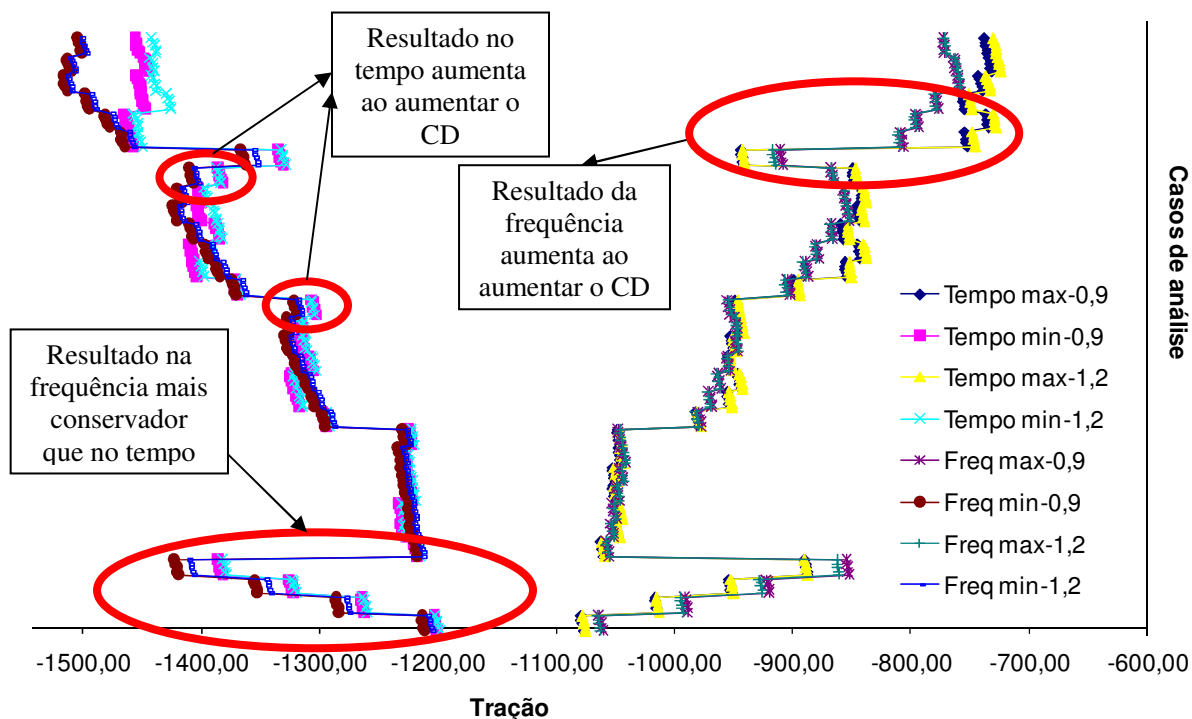 Resultado no
tempo aumenta
ao aumentar o
CD
Resultado da
frequência
aumenta ao
aumentar o CD
Resultado na
frequência mais
conservador
que no tempo
Casos de análise
Tempo max-0,9
Tempo min-0,9
Tempo max-1,2
Tempo min-1,2
Freq max-0,9
Freq min-0,9
Freq max-1,2
Freq min-1,2
-1500,00 -1400,00 -1300,00 -1200,00 -1100,00 -1000,00 -900,00 -800,00 -700,00 -600,00
Tração